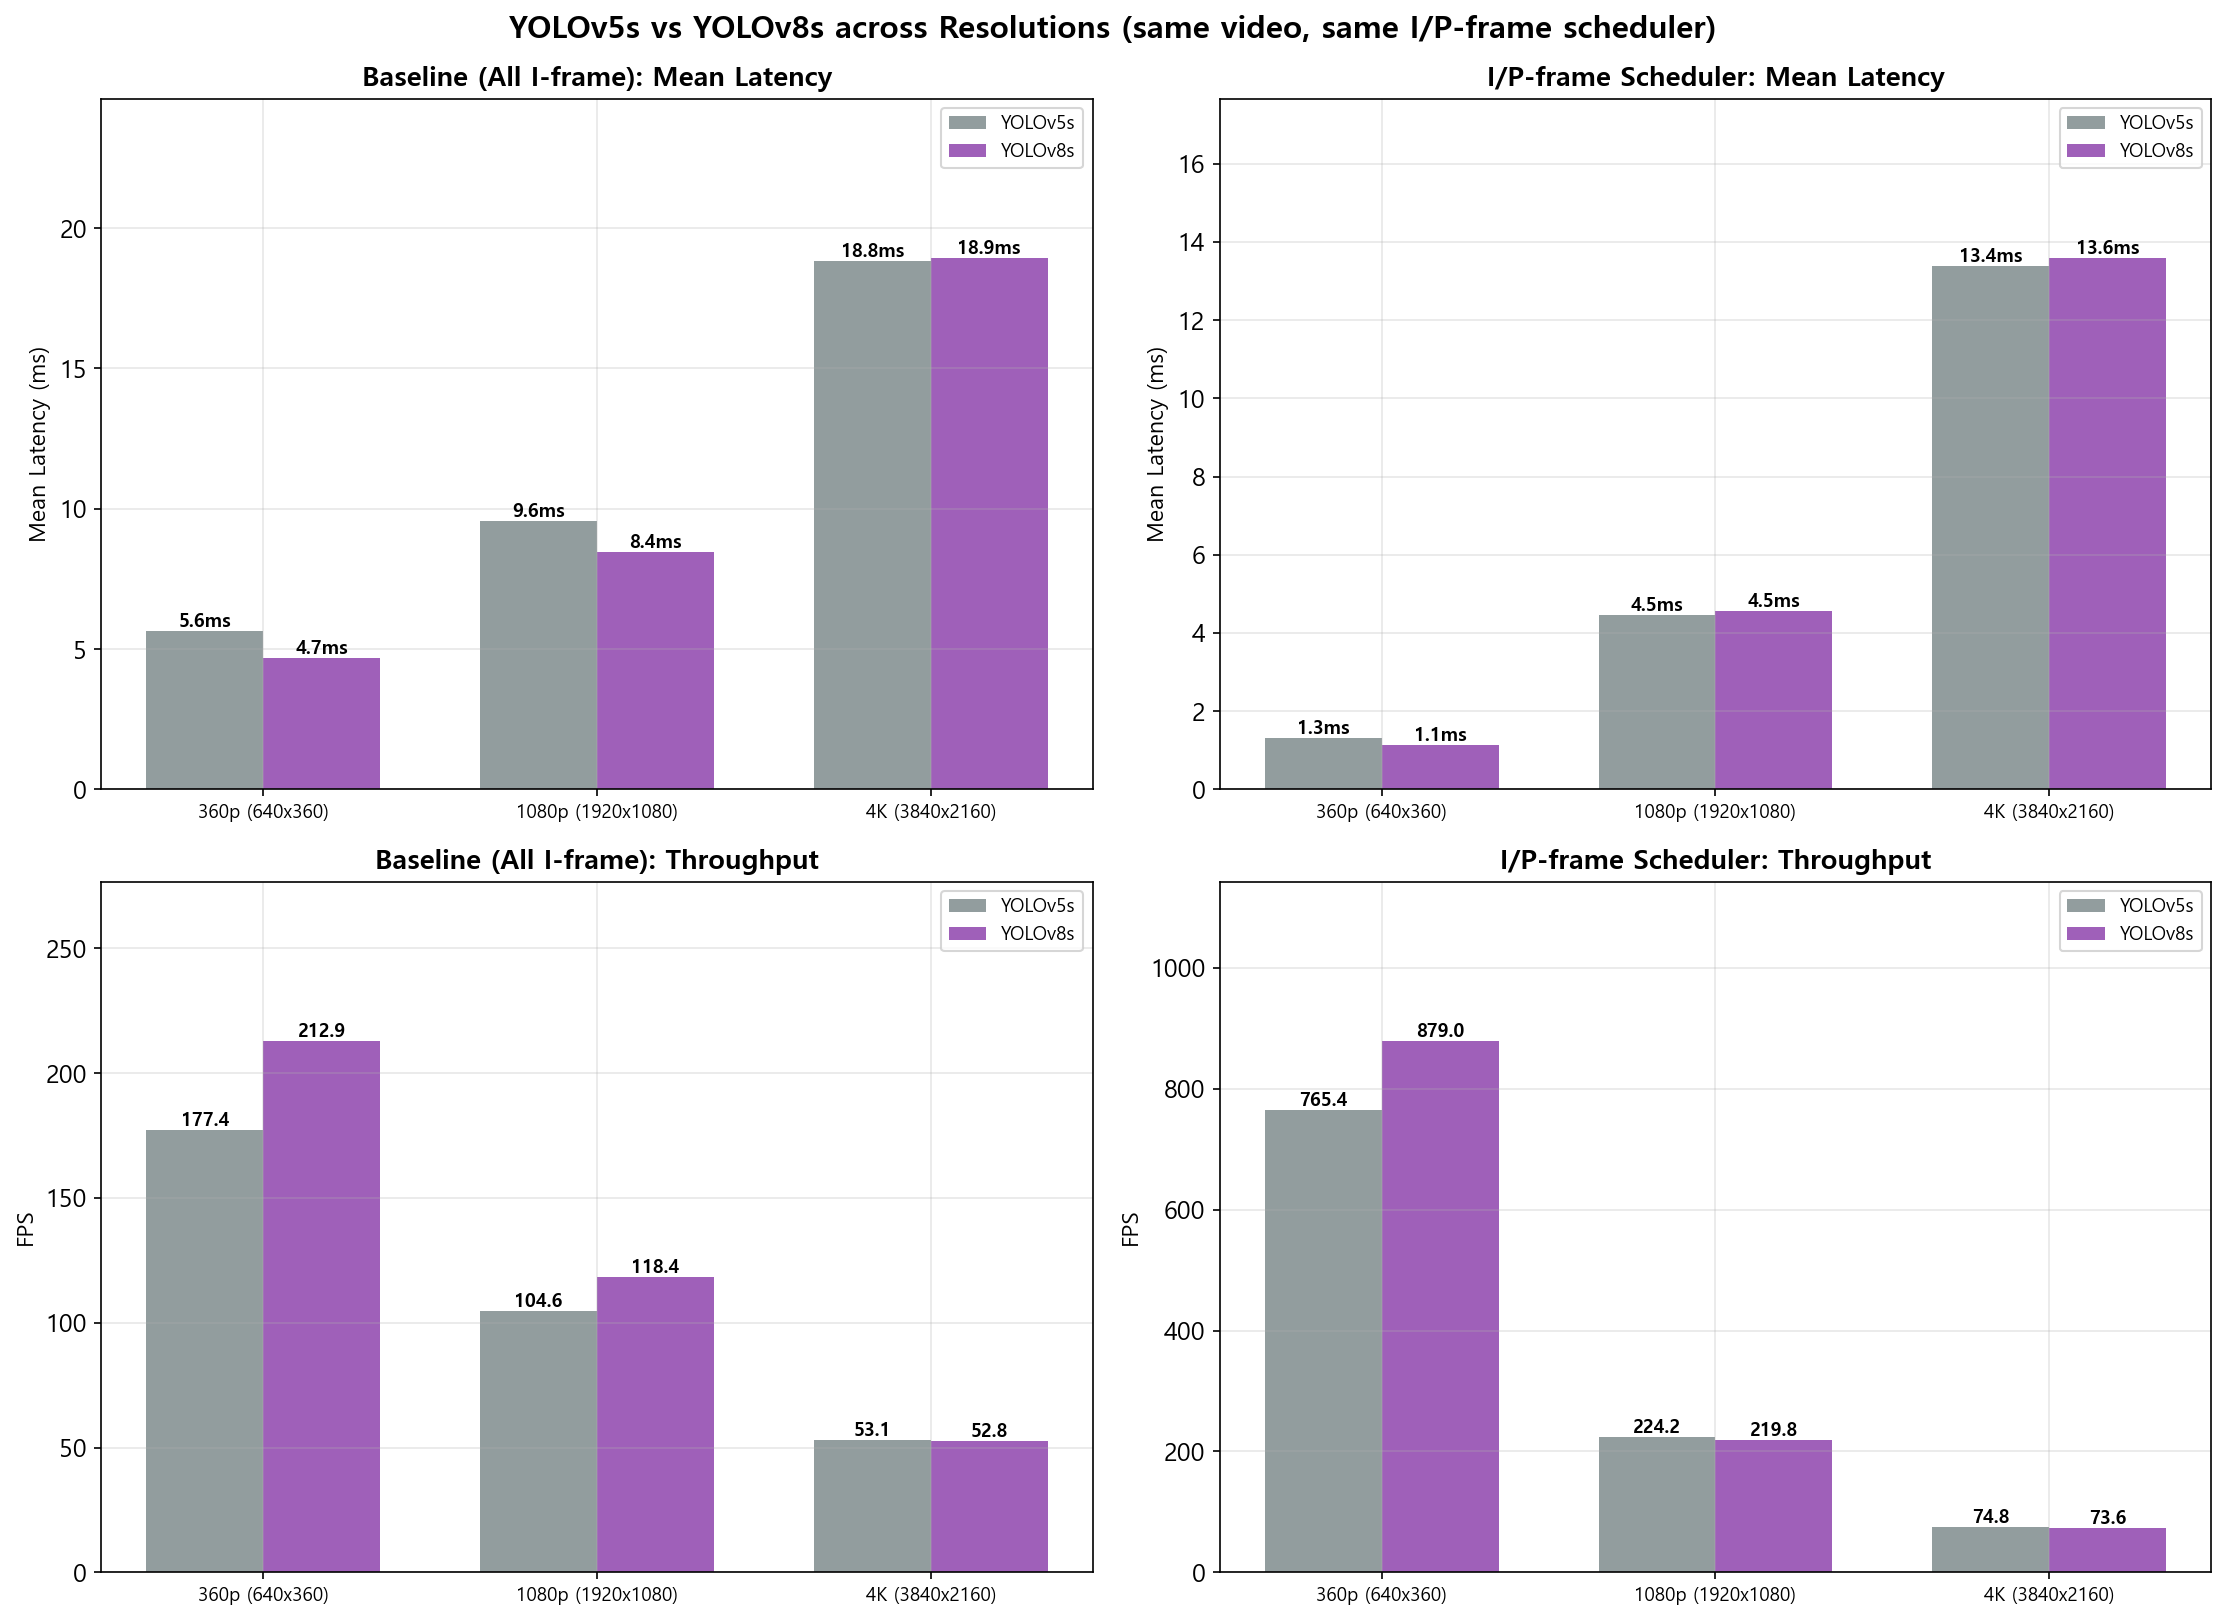 YOLOv5s vs YOLOv8s across Resolutions (same video, same I/P-frame scheduler)
Baseline (All I-frame): Mean Latency
YOLOv5s
YOLOv8s
Mean Latency (ms)
20
15
10
5
0
5.6ms
4.7ms
9.6ms
8.4ms
18.8ms
18.9ms
360p (640x360)
1080p (1920x1080)
4K (3840x2160)
I/P-frame Scheduler: Mean Latency
YOLOv5s
YOLOv8s
Mean Latency (ms)
16
14
12
10
8
6
4
2
0
1.3ms
1.1ms
4.5ms
4.5ms
13.4ms
13.6ms
360p (640x360)
1080p (1920x1080)
4K (3840x2160)
Baseline (All I-frame): Throughput
YOLOv5s
YOLOv8s
FPS
250
200
150
100
50
0
177.4
212.9
104.6
118.4
53.1
52.8
360p (640x360)
1080p (1920x1080)
4K (3840x2160)
I/P-frame Scheduler: Throughput
YOLOv5s
YOLOv8s
FPS
1000
800
600
400
200
0
765.4
879.0
224.2
219.8
74.8
73.6
360p (640x360)
1080p (1920x1080)
4K (3840x2160)